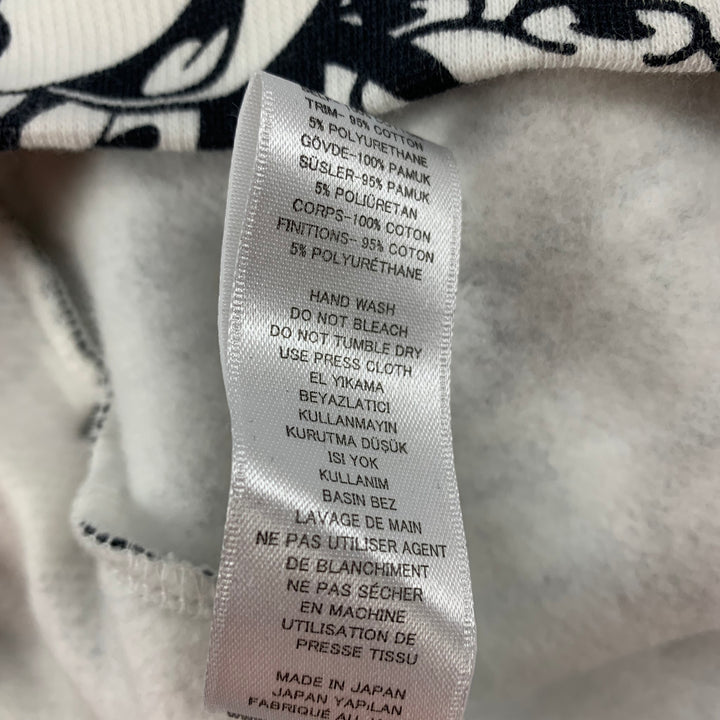 TRIM- 95% COTTON
5% POLYURETHANE
GÖVDE-100% PAMUK
SÜSLER-95% PAMUK
5% POLIÜRETAN
CORPS-100% COTON
FINITIONS- 95% COTON
5% POLYURÉTHANE
HAND WASH
DO NOT BLEACH
DO NOT TUMBLE DRY
USE PRESS CLOTH
EL YIKAMA
BEYAZLATICI
KULLANMAYIN
KURUTMA DÜŞÜK
ISI YOK
KULLANIM
BASIN BEZ
LAVAGE DE MAIN
NE PAS UTILISER AGENT
DE BLANCHIMENT
NE PAS SÉCHER
EN MACHINE
UTILISATION DE
PRESSE TISSU
MADE IN JAPAN
JAPAN YAPILAN
FABRIQUE AU